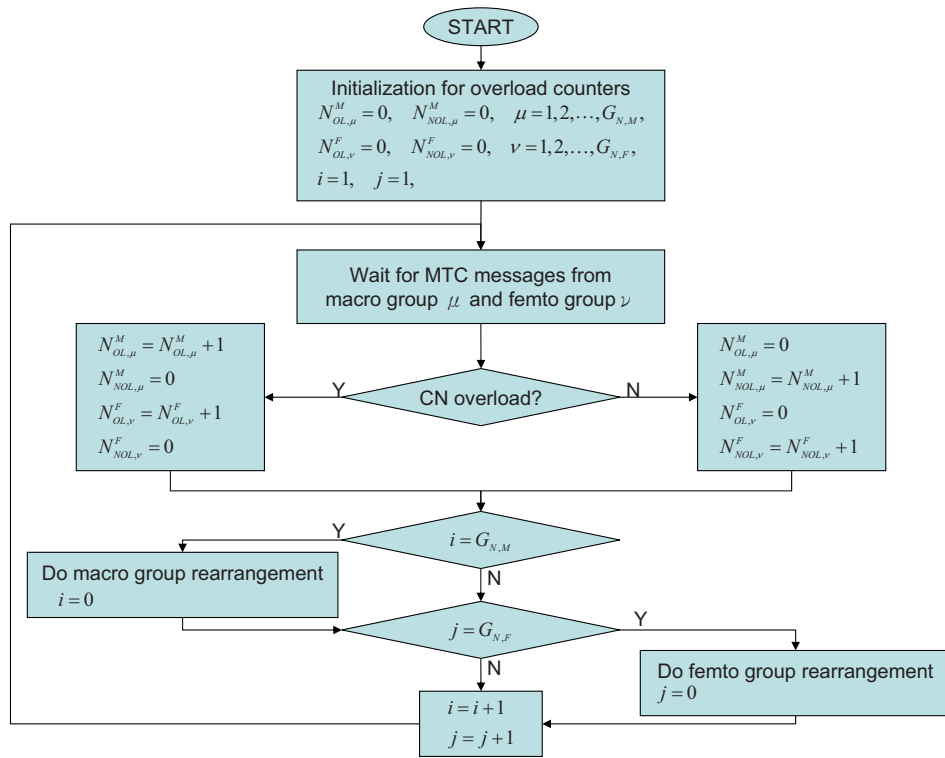 START
Initialization for overload counters
N^M_{OL,μ}=0, N^M_{NOL,μ}=0, μ=1,2,…,G_{N,M},
N^F_{OL,ν}=0, N^F_{NOL,ν}=0, ν=1,2,…,G_{N,F},
i=1, j=1,
Wait for MTC messages from
macro group μ and femto group ν
N^M_{OL,μ}=N^M_{OL,μ}+1
N^M_{NOL,μ}=0
N^F_{OL,ν}=N^F_{OL,ν}+1
N^F_{NOL,ν}=0
Y
CN overload?
N
N^M_{OL,μ}=0
N^M_{NOL,μ}=N^M_{NOL,μ}+1
N^F_{OL,ν}=0
N^F_{NOL,ν}=N^F_{NOL,ν}+1
Y
i=G_{N,M}
N
Do macro group rearrangement
i=0
j=G_{N,F}
Y
N
Do femto group rearrangement
j=0
i=i+1
j=j+1